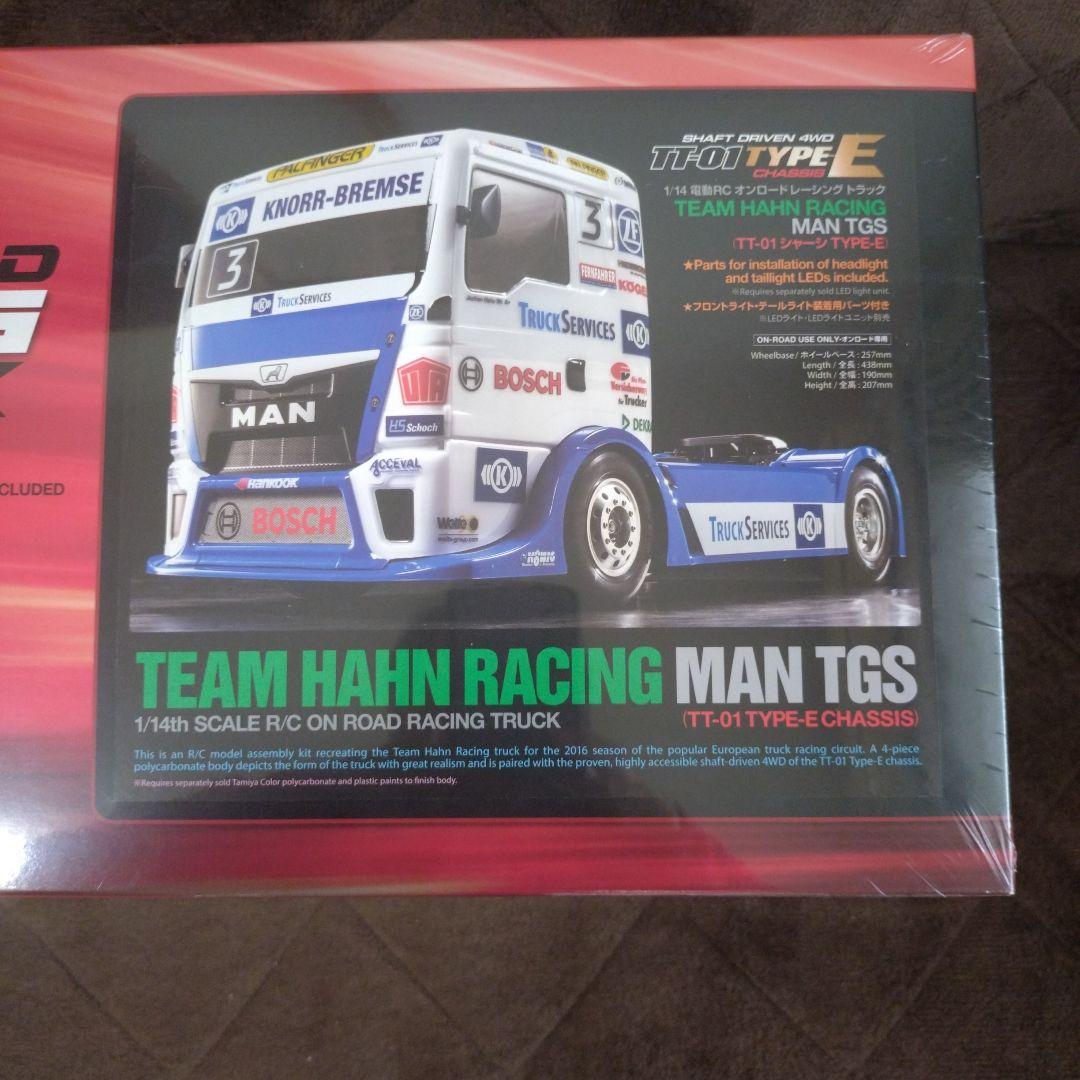 SHAFT DRIVEN 4WD
TT-01 TYPE-E
CHASSIS
1/14 電動RC オンロードレーシングトラック
TEAM HAHN RACING
MAN TGS
(TT-01 シャーシ TYPE-E)
★Parts for installation of headlight
and taillight LEDs included.
※Requires separately sold LED light unit.
★フロントライト・テールライト装着用パーツ付き
※LEDライト・LEDライトユニット別売
ON-ROAD USE ONLY・オンロード専用
Wheelbase / ホイールベース : 257mm
Length / 全長 : 438mm
Width / 全幅 : 190mm
Height / 全高 : 207mm
CLUDED
TRUCKSERVICES
PALFINGER
KNORR-BREMSE
K
3
TRUCKSERVICES
MAN
HANKOOK
BOSCH
3
ZF
FERNFAHRER
TRUCKSERVICES
BOSCH
Versicherung
für Trucker
DEKRA
HS Schoch
ACCEVAL
K
TRUCKSERVICES
K
TEAM HAHN RACING MAN TGS
1/14th SCALE R/C ON ROAD RACING TRUCK
(TT-01 TYPE-E CHASSIS)
This is an R/C model assembly kit recreating the Team Hahn Racing truck for the 2016 season of the popular European truck racing circuit. A 4-piece
polycarbonate body depicts the form of the truck with great realism and is paired with the proven, highly accessible shaft-driven 4WD of the TT-01 Type-E chassis.
※Requires separately sold Tamiya Color polycarbonate and plastic paints to finish body.